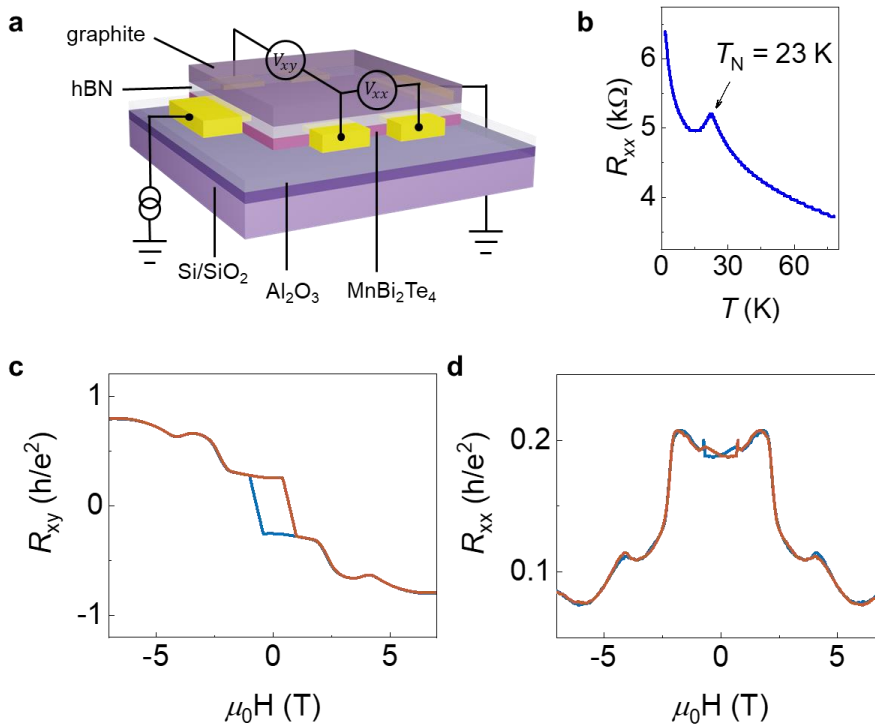 a
graphite
hBN
Vxy
Vxx
Si/SiO2
Al2O3
MnBi2Te4
b
Rxx (kΩ)
6
5
4
TN = 23 K
0
30
60
T (K)
c
Rxy (h/e²)
1
0
-1
-5
0
5
μ0H (T)
d
Rxx (h/e²)
0.2
0.1
-5
0
5
μ0H (T)